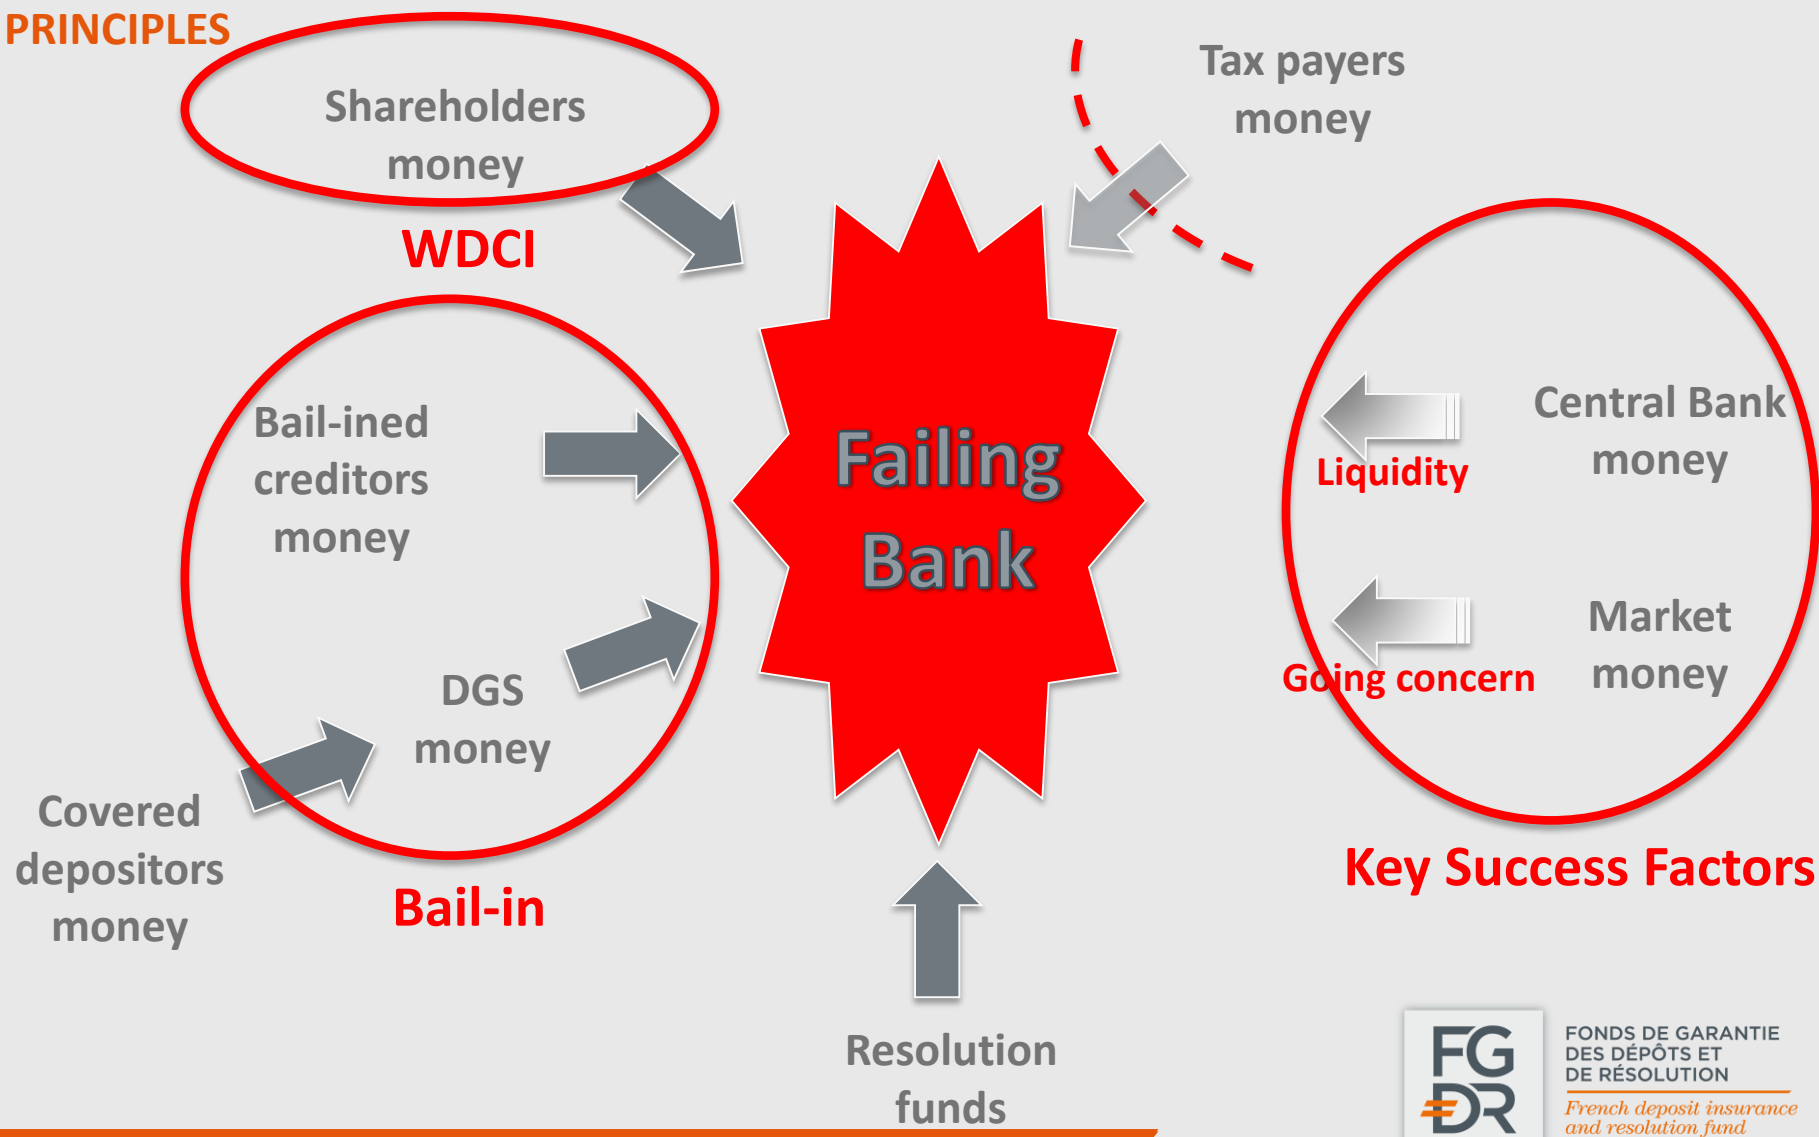 PRINCIPLES
Shareholders
money
WDCI
Tax payers
money
Bail-ined
creditors
money
DGS
money
Covered
depositors
money
Bail-in
Failing
Bank
Resolution
funds
Central Bank
money
Liquidity
Market
money
Going concern
Key Success Factors
FG
DR
FONDS DE GARANTIE
DES DÉPÔTS ET
DE RÉSOLUTION
French deposit insurance
and resolution fund